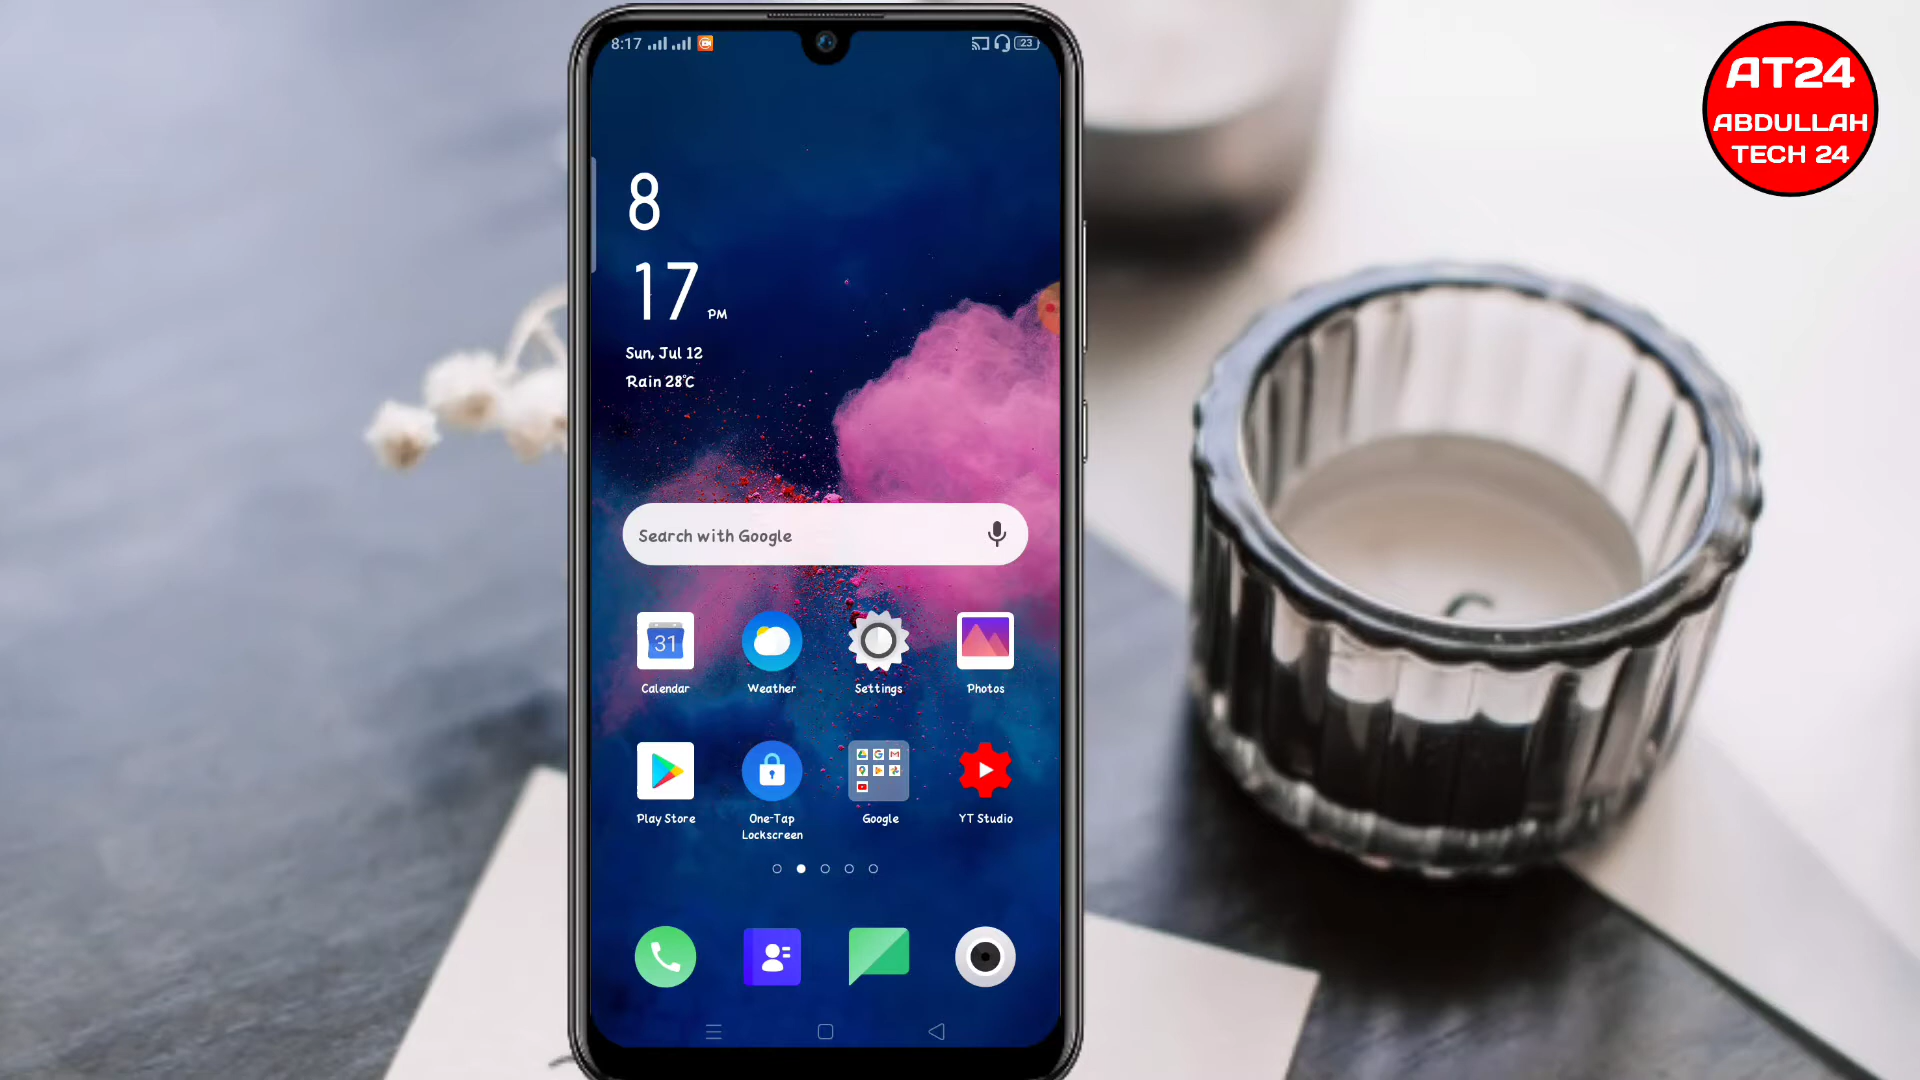 8:17
23
AT24
ABDULLAH
TECH 24
8
17 PM
Sun, Jul 12
Rain 28°C
Search with Google
31
Calendar
Weather
Settings
Photos
Play Store
One-Tap
Lockscreen
Google
YT Studio